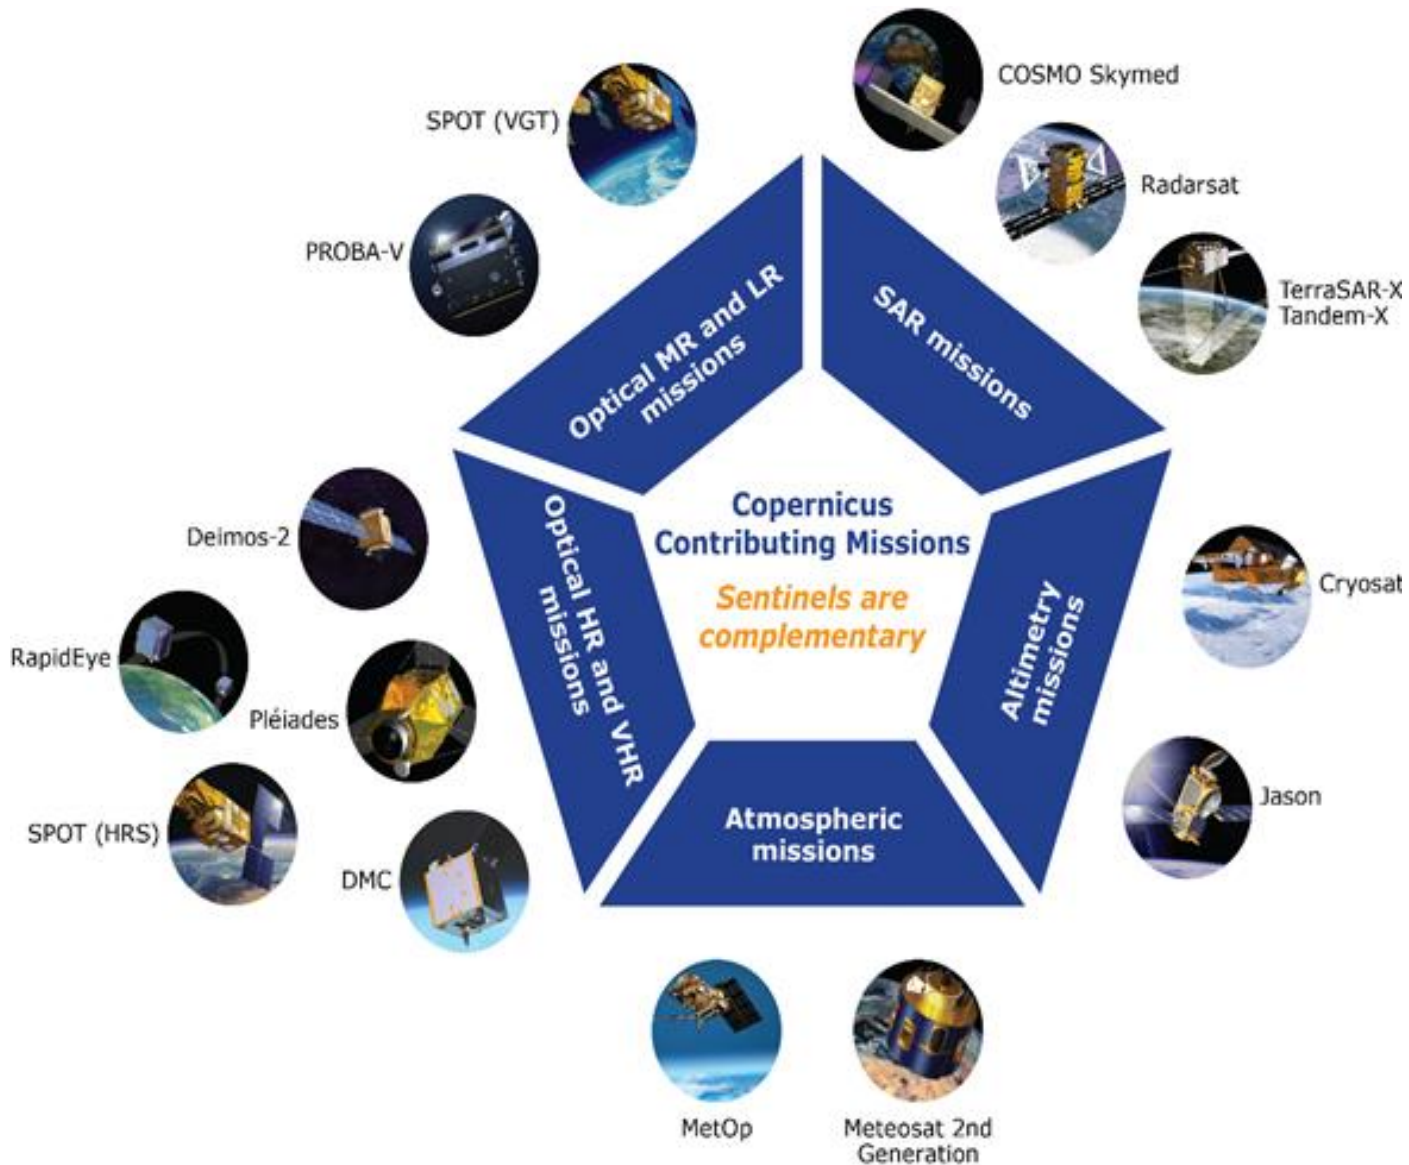 COSMO Skymed
SPOT (VGT)
Radarsat
PROBA-V
TerraSAR-X
Tandem-X
Optical MR and LR
missions
SAR missions
Copernicus
Contributing Missions
Sentinels are
complementary
Deimos-2
RapidEye
Pléiades
SPOT (HRS)
DMC
Optical HR and VHR
missions
Cryosat
Jason
Altimetry
missions
Atmospheric
missions
MetOp
Meteosat 2nd
Generation